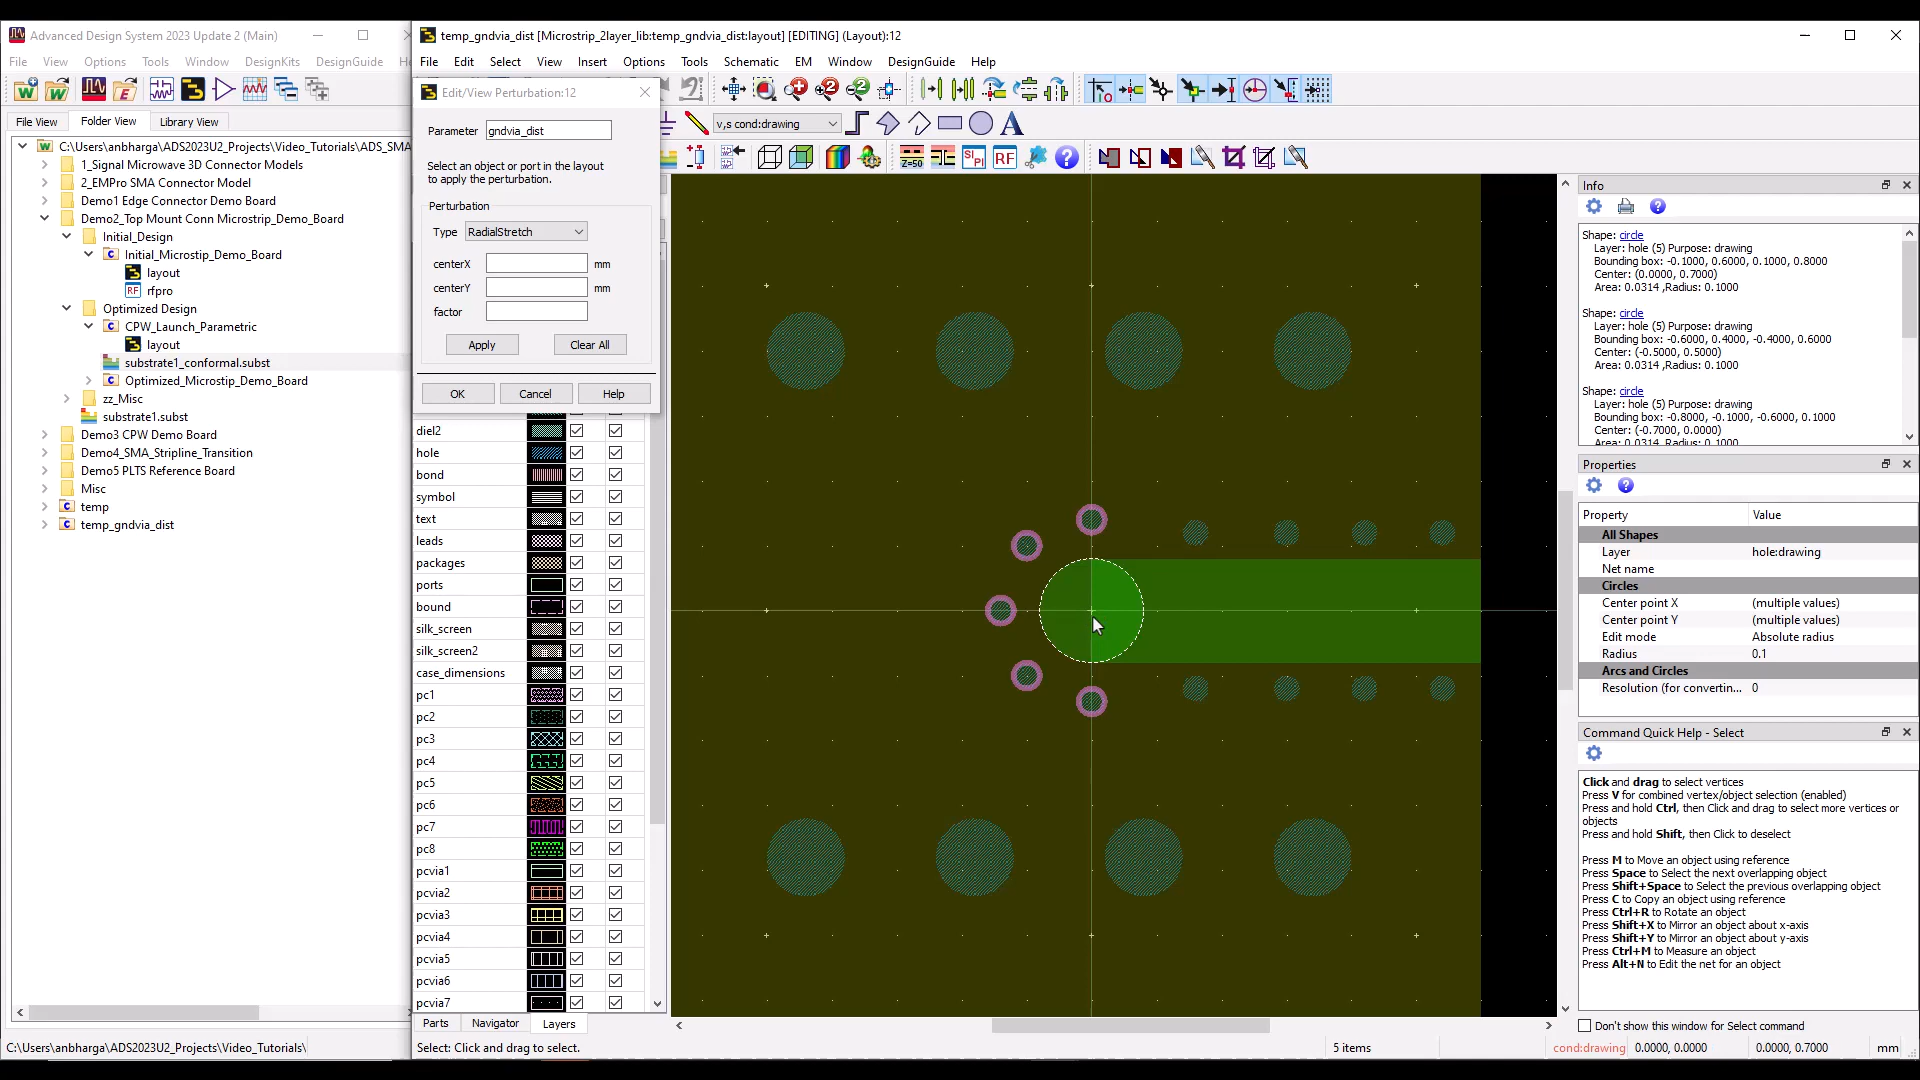 Advanced Design System 2023 Update 2 (Main)
File View Options Tools Window DesignKits DesignGuide
File View Folder View Library View
C:\Users\anbharga\ADS2023U2_Projects\Video_Tutorials\ADS_SMA
1_Signal Microwave 3D Connector Models
2_EMPro SMA Connector Model
Demo1 Edge Connector Demo Board
Demo2_Top Mount Conn Microstrip_Demo_Board
Initial_Design
Initial_Microstip_Demo_Board
layout
rfpro
Optimized Design
CPW_Launch_Parametric
layout
substrate1_conformal.subst
Optimized_Microstip_Demo_Board
zz_Misc
substrate1.subst
Demo3 CPW Demo Board
Demo4_SMA_Stripline_Transition
Demo5 PLTS Reference Board
Misc
temp
temp_gndvia_dist
C:\Users\anbharga\ADS2023U2_Projects\Video_Tutorials\
temp_gndvia_dist [Microstrip_2layer_lib:temp_gndvia_dist:layout] [EDITING] (Layout):12
File Edit Select View Insert Options Tools Schematic EM Window DesignGuide Help
v,s cond:drawing
Z=50
SI PI
RF
Edit/View Perturbation:12
Parameter gndvia_dist
Select an object or port in the layout
to apply the perturbation.
Perturbation
Type RadialStretch
centerX mm
centerY mm
factor
Apply Clear All
OK Cancel Help
diel2
hole
bond
symbol
text
leads
packages
ports
bound
silk_screen
silk_screen2
case_dimensions
pc1
pc2
pc3
pc4
pc5
pc6
pc7
pc8
pcvia1
pcvia2
pcvia3
pcvia4
pcvia5
pcvia6
pcvia7
Parts Navigator Layers
Select: Click and drag to select.
5 items
cond:drawing 0.0000, 0.0000 0.0000, 0.7000 mm
Info
Shape: circle
Layer: hole (5) Purpose: drawing
Bounding box: -0.1000, 0.6000, 0.1000, 0.8000
Center: (0.0000, 0.7000)
Area: 0.0314 ,Radius: 0.1000
Shape: circle
Layer: hole (5) Purpose: drawing
Bounding box: -0.6000, 0.4000, -0.4000, 0.6000
Center: (-0.5000, 0.5000)
Area: 0.0314 ,Radius: 0.1000
Shape: circle
Layer: hole (5) Purpose: drawing
Bounding box: -0.8000, -0.1000, -0.6000, 0.1000
Center: (-0.7000, 0.0000)
Area: 0.0314 ,Radius: 0.1000
Properties
Property Value
All Shapes
Layer hole:drawing
Net name
Circles
Center point X (multiple values)
Center point Y (multiple values)
Edit mode Absolute radius
Radius 0.1
Arcs and Circles
Resolution (for convertin... 0
Command Quick Help - Select
Click and drag to select vertices
Press V for combined vertex/object selection (enabled)
Press and hold Ctrl, then Click and drag to select more vertices or
objects
Press and hold Shift, then Click to deselect
Press M to Move an object using reference
Press Space to Select the next overlapping object
Press Shift+Space to Select the previous overlapping object
Press C to Copy an object using reference
Press Ctrl+R to Rotate an object
Press Shift+X to Mirror an object about x-axis
Press Shift+Y to Mirror an object about y-axis
Press Ctrl+M to Measure an object
Press Alt+N to Edit the net for an object
Don't show this window for Select command